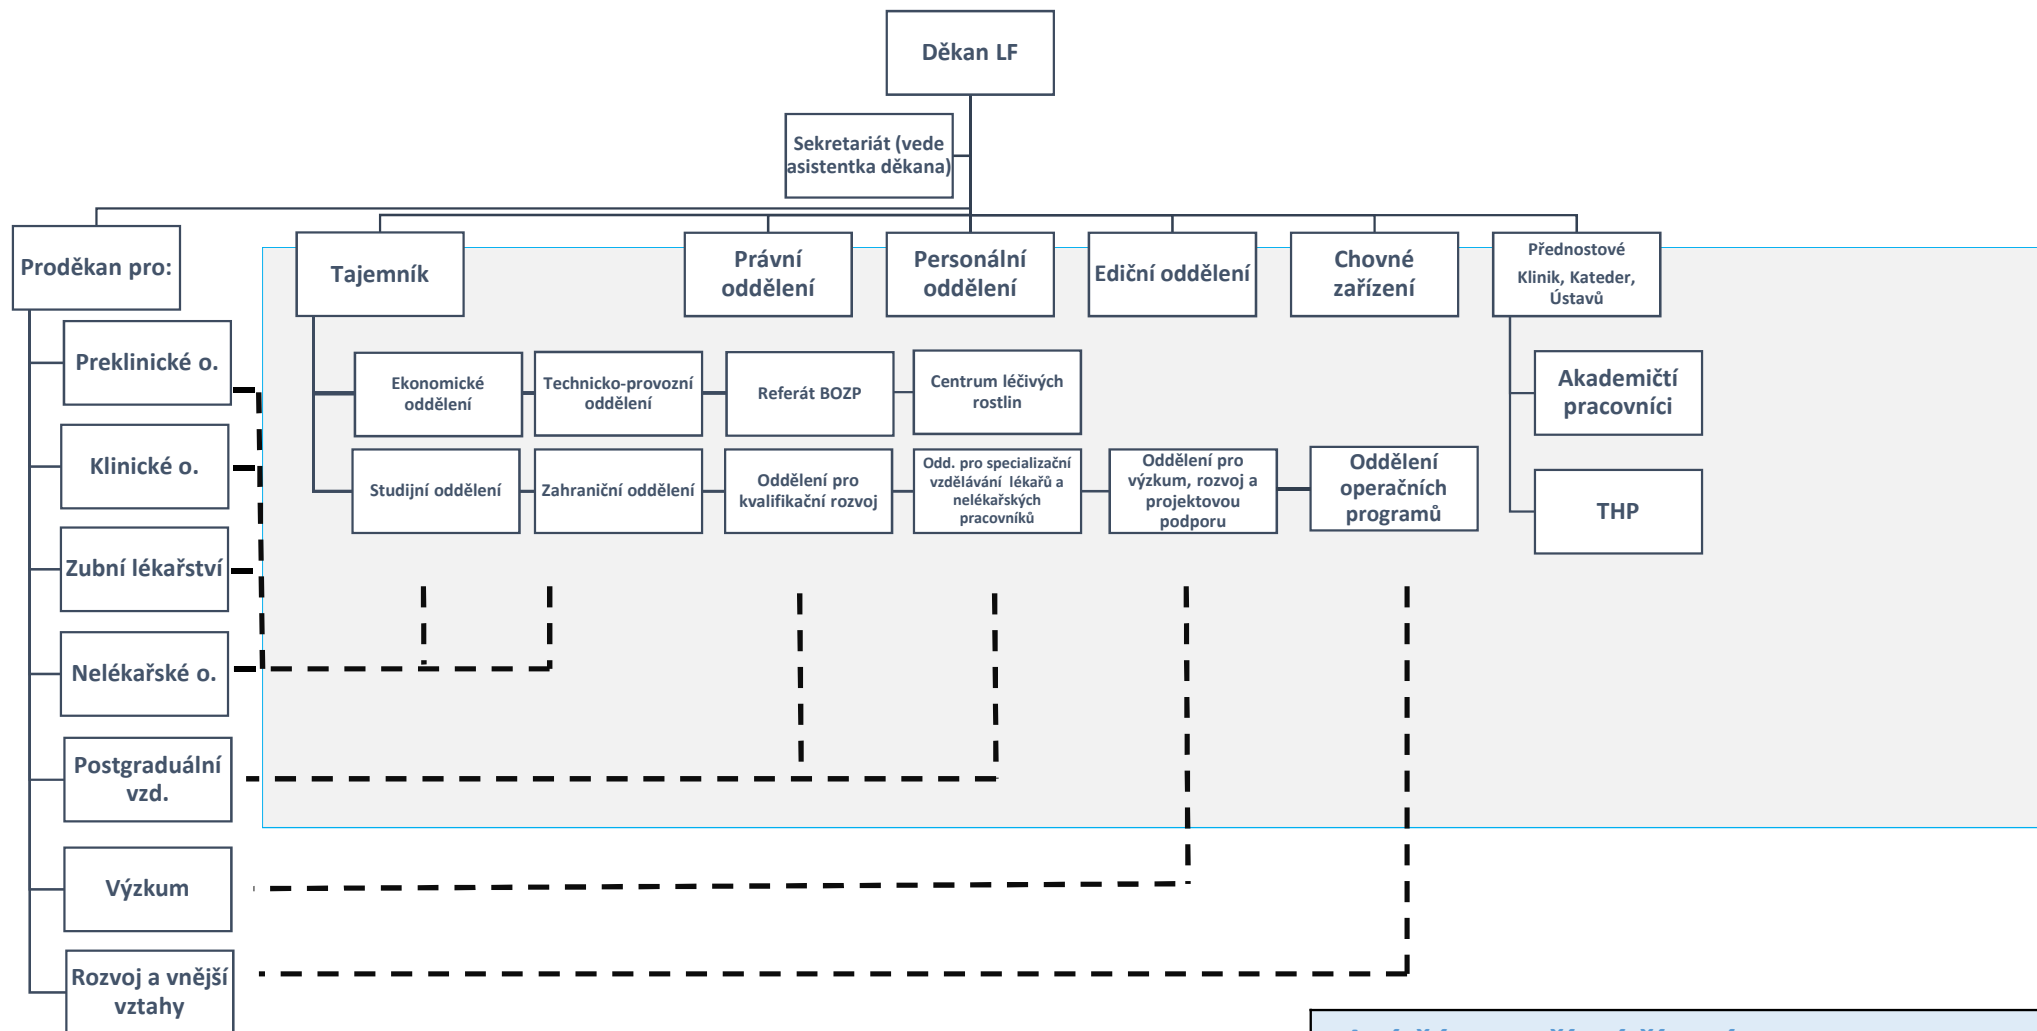 Děkan LF
Sekretariát (vede
asistentka děkana)
Proděkan pro:
Tajemník
Právní
oddělení
Personální
oddělení
Ediční oddělení
Chovné
zařízení
Přednostové
Klinik, Kateder,
Ústavů
Preklinické o.
Klinické o.
Zubní lékařství
Nelékařské o.
Postgraduální
vzd.
Výzkum
Rozvoj a vnější
vztahy
Ekonomické
oddělení
Technicko-provozní
oddělení
Referát BOZP
Centrum léčivých
rostlin
Studijní oddělení
Zahraniční oddělení
Oddělení pro
kvalifikační rozvoj
Odd. pro specializační
vzdělávání lékařů a
nelékařských
pracovníků
Oddělení pro
výzkum, rozvoj a
projektovou
podporu
Oddělení
operačních
programů
Akademičtí
pracovníci
THP